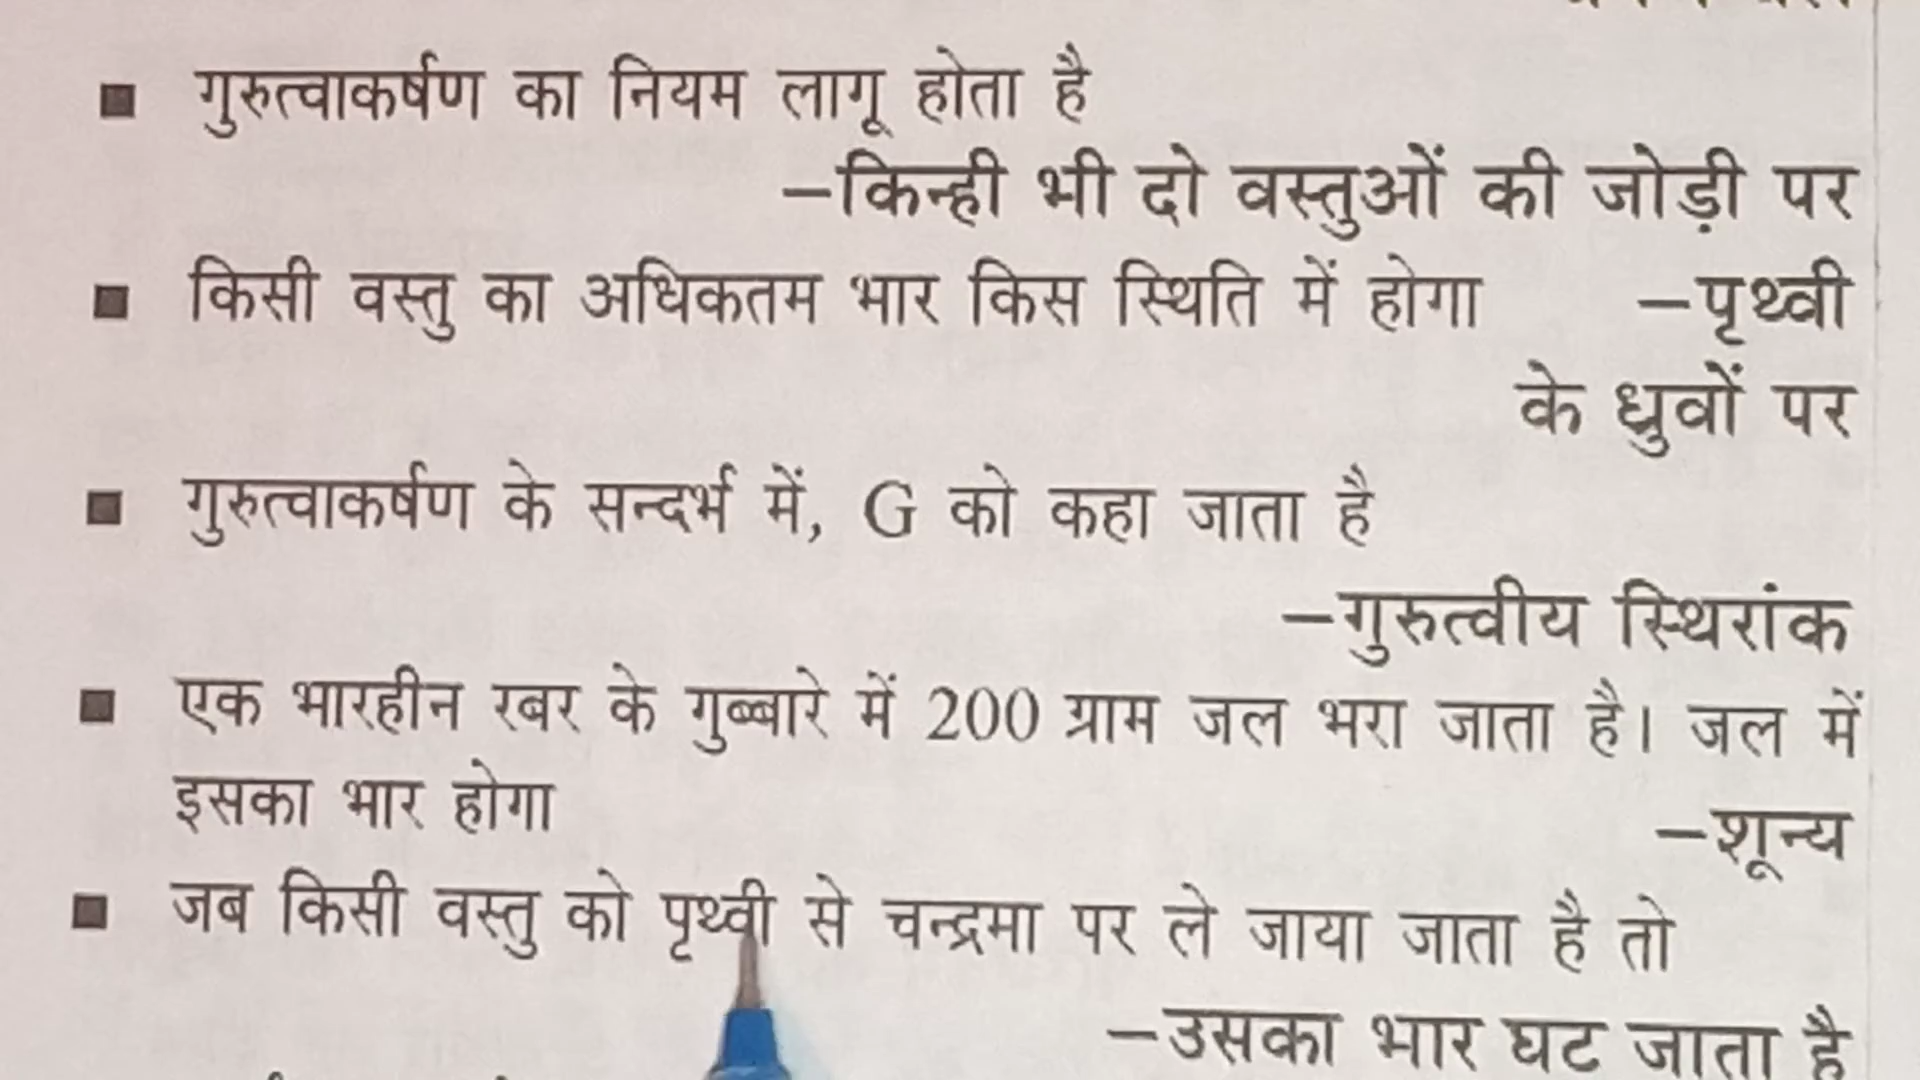 ■ गुरुत्वाकर्षण का नियम लागू होता है
–किन्ही भी दो वस्तुओं की जोड़ी पर
■ किसी वस्तु का अधिकतम भार किस स्थिति में होगा –पृथ्वी
के ध्रुवों पर
■ गुरुत्वाकर्षण के सन्दर्भ में, G को कहा जाता है
–गुरुत्वीय स्थिरांक
■ एक भारहीन रबर के गुब्बारे में 200 ग्राम जल भरा जाता है। जल में
इसका भार होगा –शून्य
■ जब किसी वस्तु को पृथ्वी से चन्द्रमा पर ले जाया जाता है तो
–उसका भार घट जाता है